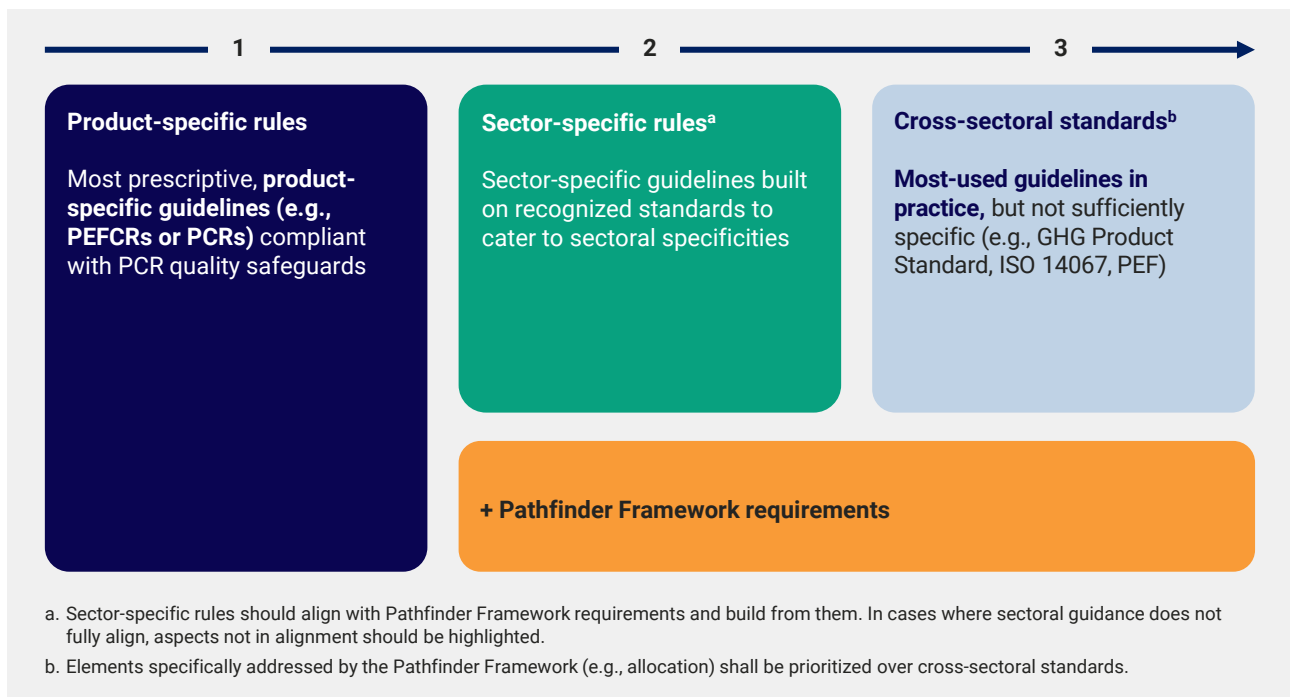 1
2
3
Product-specific rules
Most prescriptive, product-
specific guidelines (e.g.,
PEFCRs or PCRs) compliant
with PCR quality safeguards
Sector-specific rulesᵃ
Sector-specific guidelines built
on recognized standards to
cater to sectoral specificities
Cross-sectoral standardsᵇ
Most-used guidelines in
practice, but not sufficiently
specific (e.g., GHG Product
Standard, ISO 14067, PEF)
+ Pathfinder Framework requirements
a. Sector-specific rules should align with Pathfinder Framework requirements and build from them. In cases where sectoral guidance does not
fully align, aspects not in alignment should be highlighted.
b. Elements specifically addressed by the Pathfinder Framework (e.g., allocation) shall be prioritized over cross-sectoral standards.